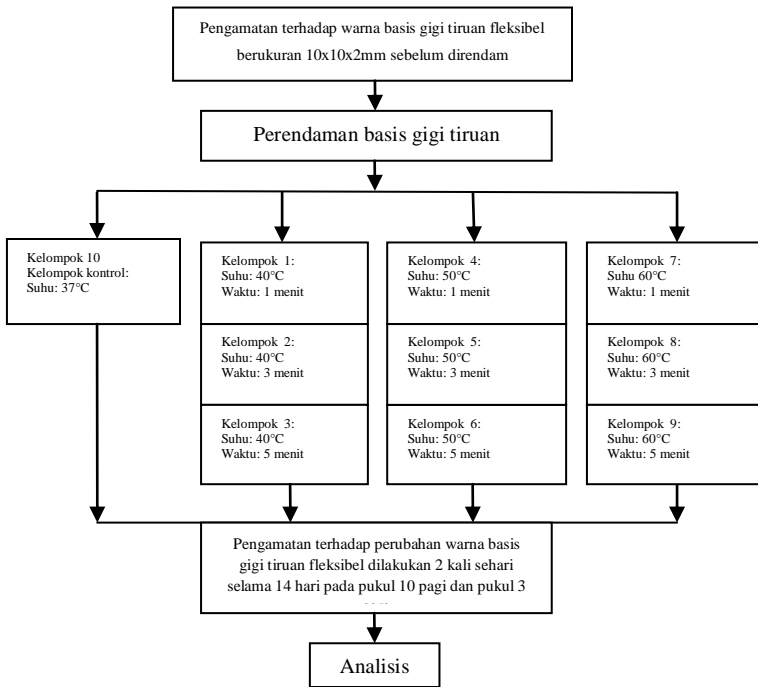 Pengamatan terhadap warna basis gigi tiruan fleksibel
berukuran 10x10x2mm sebelum direndam
Perendaman basis gigi tiruan
Kelompok 10
Kelompok kontrol:
Suhu: 37°C
Kelompok 1:
Suhu: 40°C
Waktu: 1 menit
Kelompok 2:
Suhu: 40°C
Waktu: 3 menit
Kelompok 3:
Suhu: 40°C
Waktu: 5 menit
Kelompok 4:
Suhu: 50°C
Waktu: 1 menit
Kelompok 5:
Suhu: 50°C
Waktu: 3 menit
Kelompok 6:
Suhu: 50°C
Waktu: 5 menit
Kelompok 7:
Suhu 60°C
Waktu: 1 menit
Kelompok 8:
Suhu: 60°C
Waktu: 3 menit
Kelompok 9:
Suhu: 60°C
Waktu: 5 menit
Pengamatan terhadap perubahan warna basis
gigi tiruan fleksibel dilakukan 2 kali sehari
selama 14 hari pada pukul 10 pagi dan pukul 3
Analisis